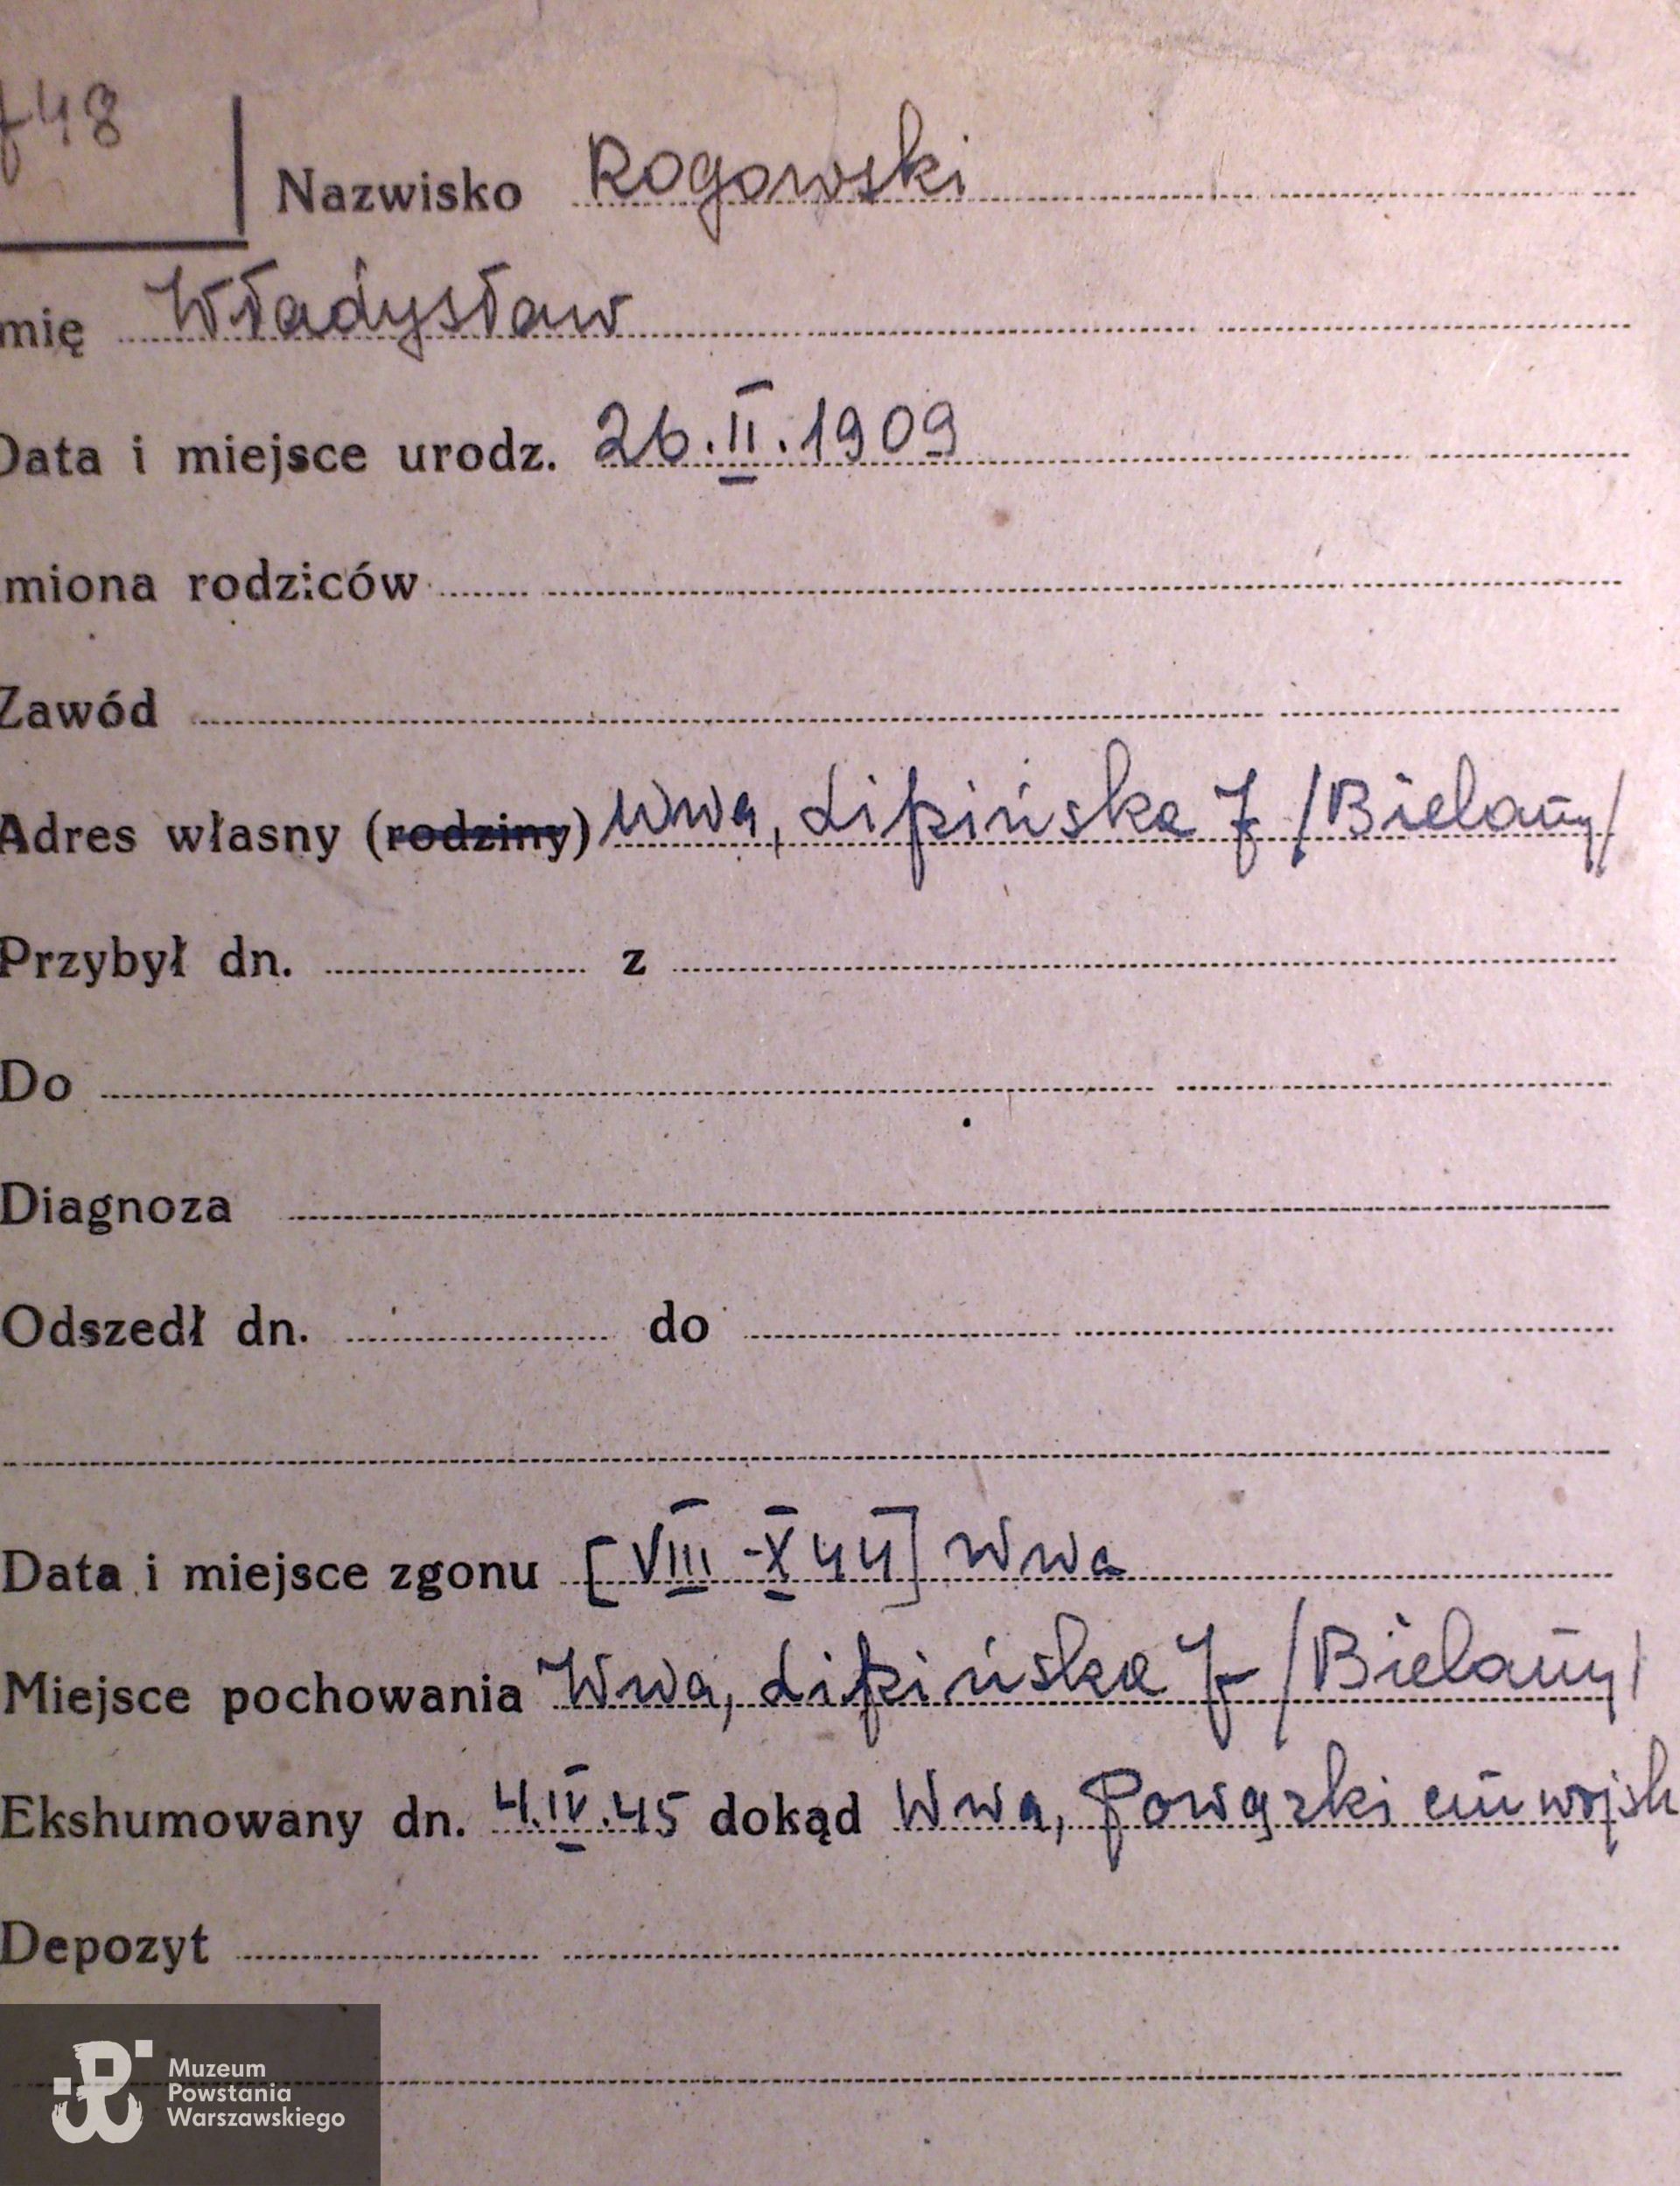 748
Nazwisko Rogowski
mię Władysław
Data i miejsce urodz. 26.II.1909
miona rodziców
Zawód
Adres własny (rodziny) Wwa, Lipińska 7 /Bielany/
Przybył dn. z
Do
Diagnoza
Odszedł dn. do
Data i miejsce zgonu [VIII-X 44] Wwa
Miejsce pochowania Wwa, Lipińska 7 /Bielany/
Ekshumowany dn. 4.IV.45 dokąd Wwa, Powązki cm wojsk
Depozyt
Muzeum
Powstania
Warszawskiego